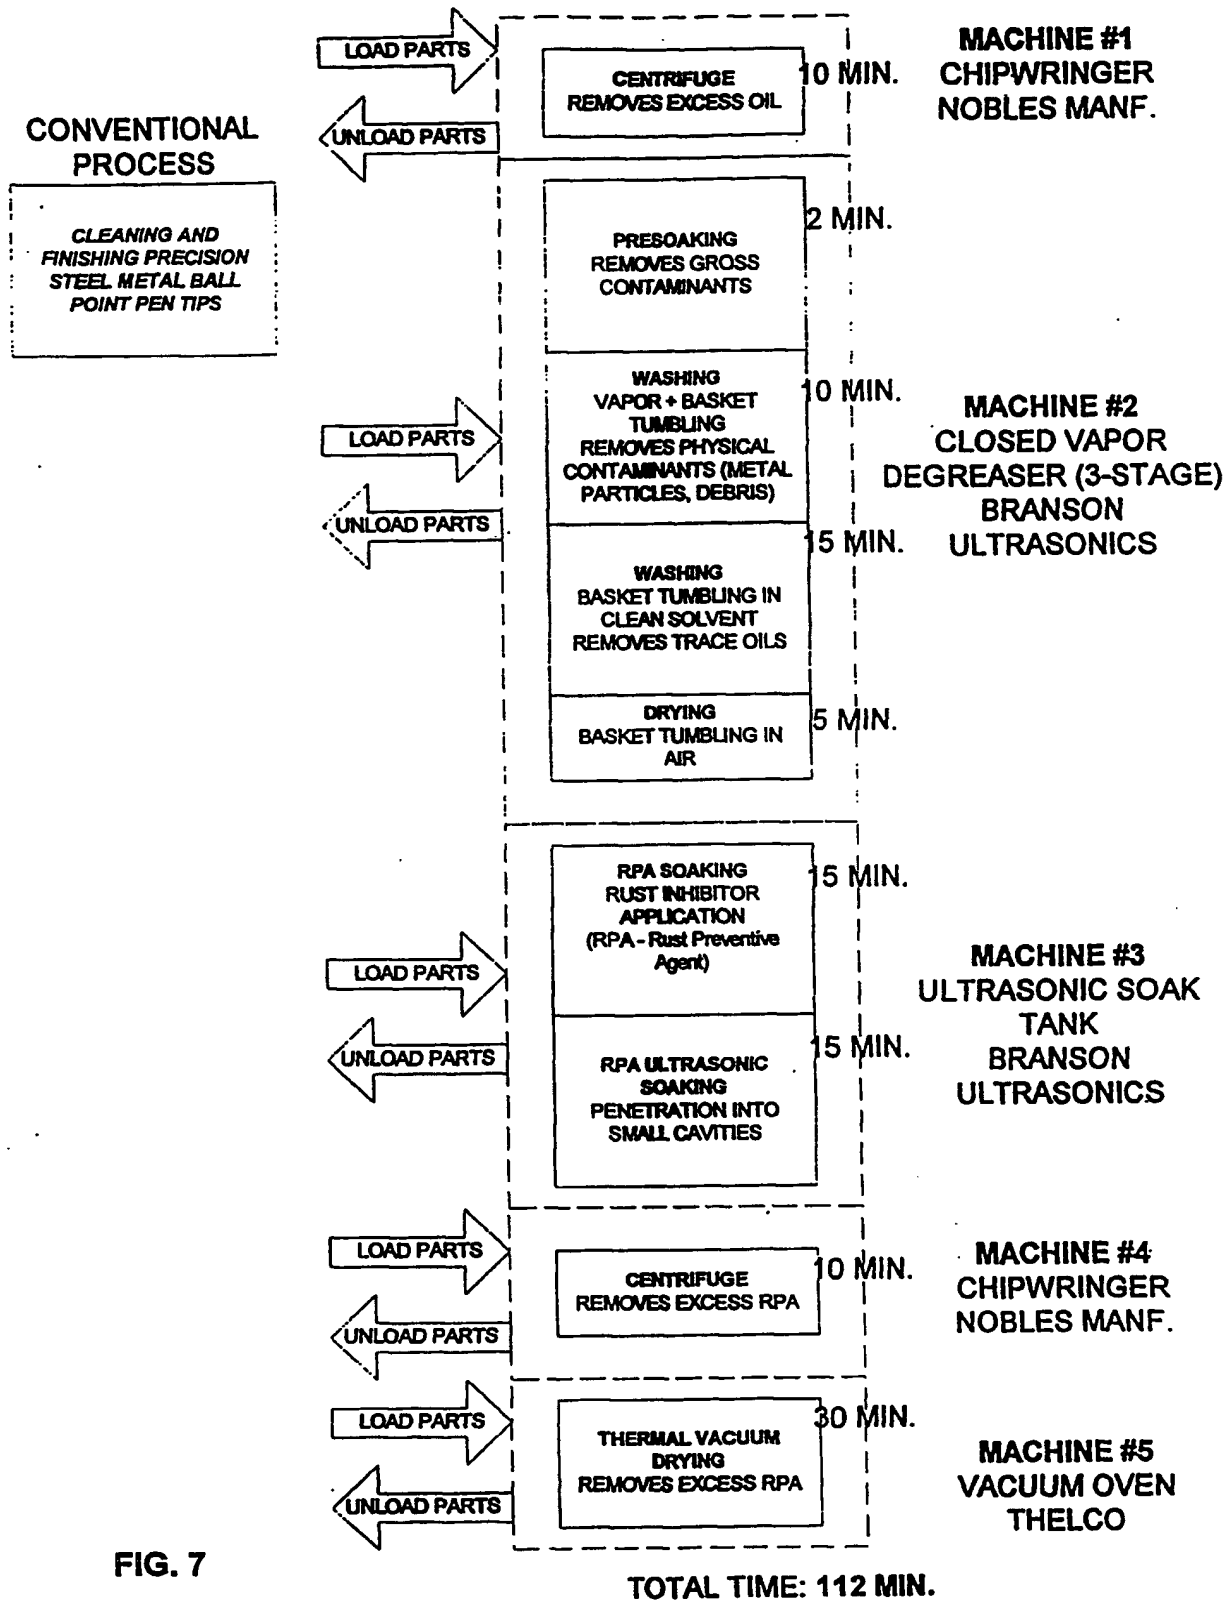 LOAD PARTS
CENTRIFUGE
REMOVES EXCESS OIL
10 MIN.
MACHINE #1
CHIPWRINGER
NOBLES MANF.
UNLOAD PARTS
CONVENTIONAL
PROCESS
CLEANING AND
FINISHING PRECISION
STEEL METAL BALL
POINT PEN TIPS
PRESOAKING
REMOVES GROSS
CONTAMINANTS
2 MIN.
WASHING
VAPOR + BASKET
TUMBLING
REMOVES PHYSICAL
CONTAMINANTS (METAL
PARTICLES, DEBRIS)
10 MIN.
LOAD PARTS
UNLOAD PARTS
MACHINE #2
CLOSED VAPOR
DEGREASER (3-STAGE)
BRANSON
ULTRASONICS
WASHING
BASKET TUMBLING IN
CLEAN SOLVENT
REMOVES TRACE OILS
15 MIN.
DRYING
BASKET TUMBLING IN
AIR
5 MIN.
RPA SOAKING
RUST INHIBITOR
APPLICATION
(RPA - Rust Preventive
Agent)
15 MIN.
LOAD PARTS
UNLOAD PARTS
RPA ULTRASONIC
SOAKING
PENETRATION INTO
SMALL CAVITIES
15 MIN.
MACHINE #3
ULTRASONIC SOAK
TANK
BRANSON
ULTRASONICS
LOAD PARTS
UNLOAD PARTS
CENTRIFUGE
REMOVES EXCESS RPA
10 MIN.
MACHINE #4
CHIPWRINGER
NOBLES MANF.
LOAD PARTS
UNLOAD PARTS
THERMAL VACUUM
DRYING
REMOVES EXCESS RPA
30 MIN.
MACHINE #5
VACUUM OVEN
THELCO
FIG. 7
TOTAL TIME: 112 MIN.